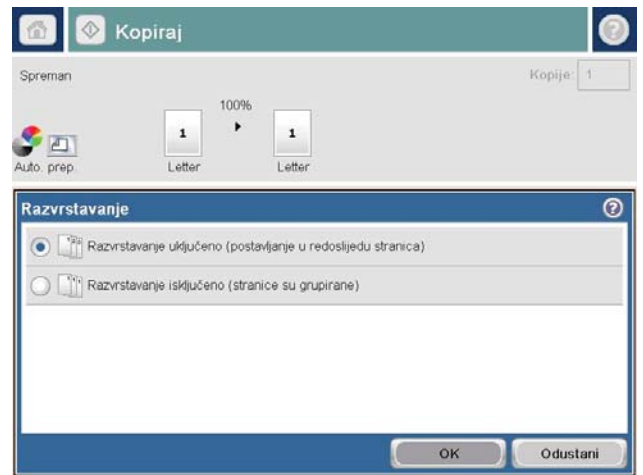 Kopiraj
Spreman
Kopije: 1
100%
1
1
Auto. prep.
Letter
Letter
Razvrstavanje
Razvrstavanje uključeno (postavljanje u redoslijedu stranica)
Razvrstavanje isključeno (stranice su grupirane)
OK
Odustani